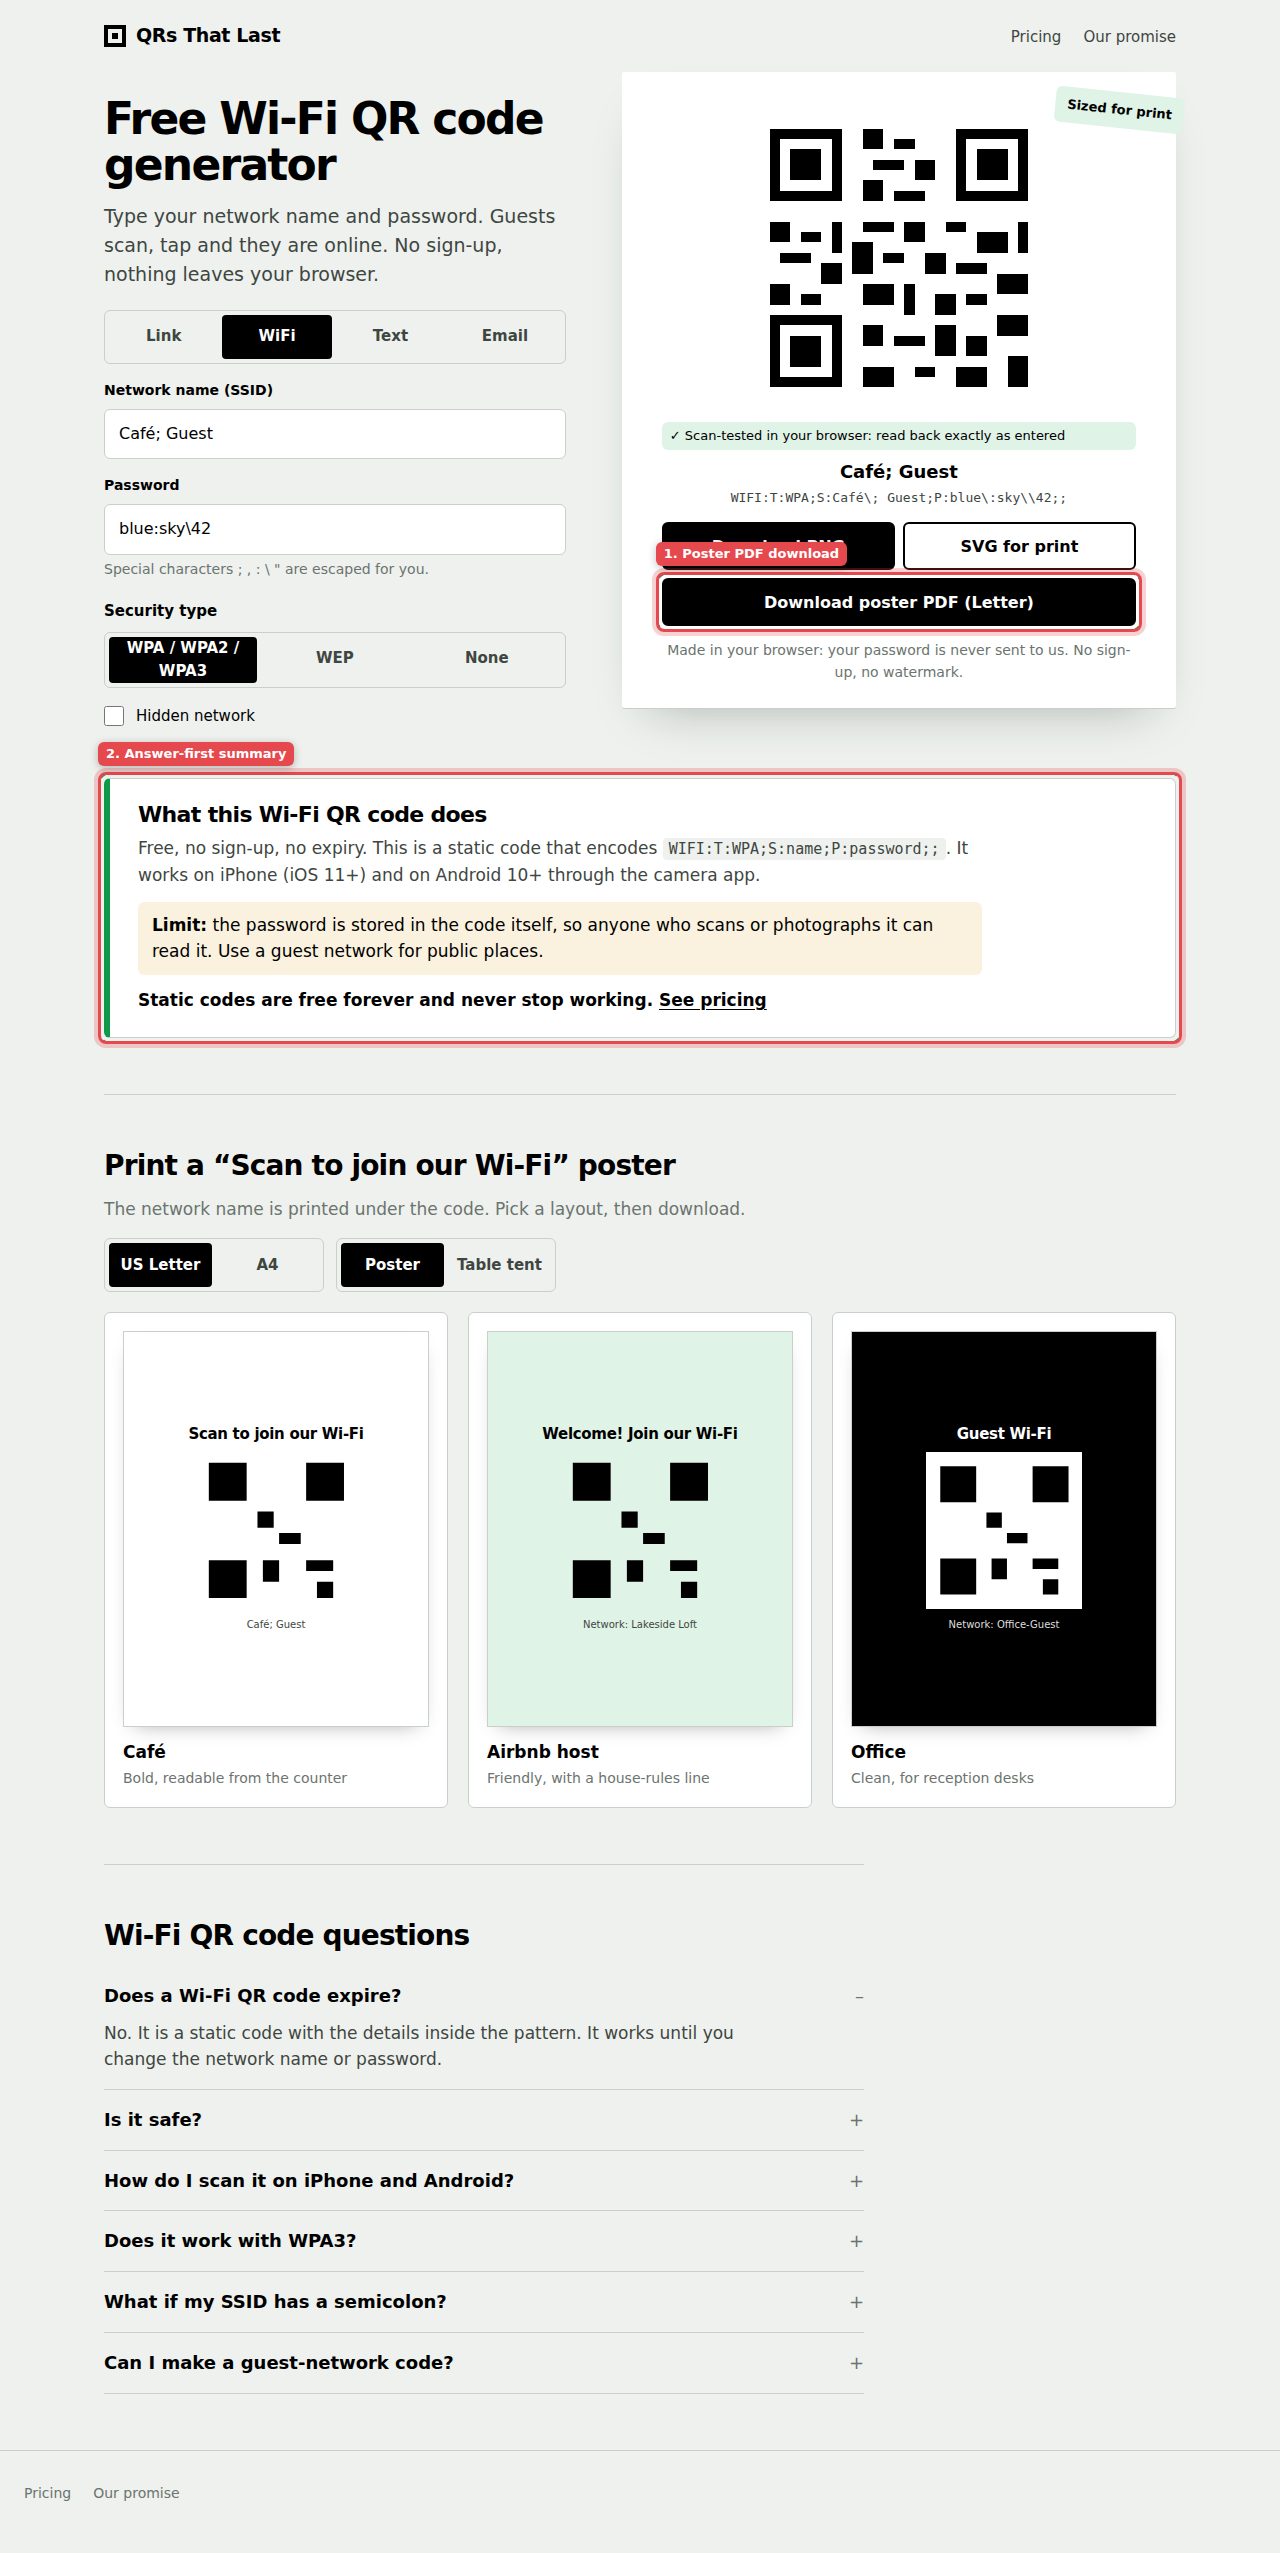 QRs That Last
Pricing
Our promise
Free Wi-Fi QR code
generator
Type your network name and password. Guests
scan, tap and they are online. No sign-up,
nothing leaves your browser.
Link
WiFi
Text
Email
Network name (SSID)
Café; Guest
Password
blue:sky\42
Special characters ; , : \ " are escaped for you.
Security type
WPA / WPA2 /
WPA3
WEP
None
Hidden network
Sized for print
✓ Scan-tested in your browser: read back exactly as entered
Café; Guest
WIFI:T:WPA;S:Café\; Guest;P:blue\:sky\\42;;
SVG for print
1. Poster PDF download
Download poster PDF (Letter)
Made in your browser: your password is never sent to us. No sign-
up, no watermark.
2. Answer-first summary
What this Wi-Fi QR code does
Free, no sign-up, no expiry. This is a static code that encodes WIFI:T:WPA;S:name;P:password;; . It
works on iPhone (iOS 11+) and on Android 10+ through the camera app.
Limit: the password is stored in the code itself, so anyone who scans or photographs it can
read it. Use a guest network for public places.
Static codes are free forever and never stop working. See pricing
Print a “Scan to join our Wi-Fi” poster
The network name is printed under the code. Pick a layout, then download.
US Letter
A4
Poster
Table tent
Scan to join our Wi-Fi
Café; Guest
Café
Bold, readable from the counter
Welcome! Join our Wi-Fi
Network: Lakeside Loft
Airbnb host
Friendly, with a house-rules line
Guest Wi-Fi
Network: Office-Guest
Office
Clean, for reception desks
Wi-Fi QR code questions
Does a Wi-Fi QR code expire?
–
No. It is a static code with the details inside the pattern. It works until you
change the network name or password.
Is it safe?
+
How do I scan it on iPhone and Android?
+
Does it work with WPA3?
+
What if my SSID has a semicolon?
+
Can I make a guest-network code?
+
Pricing
Our promise